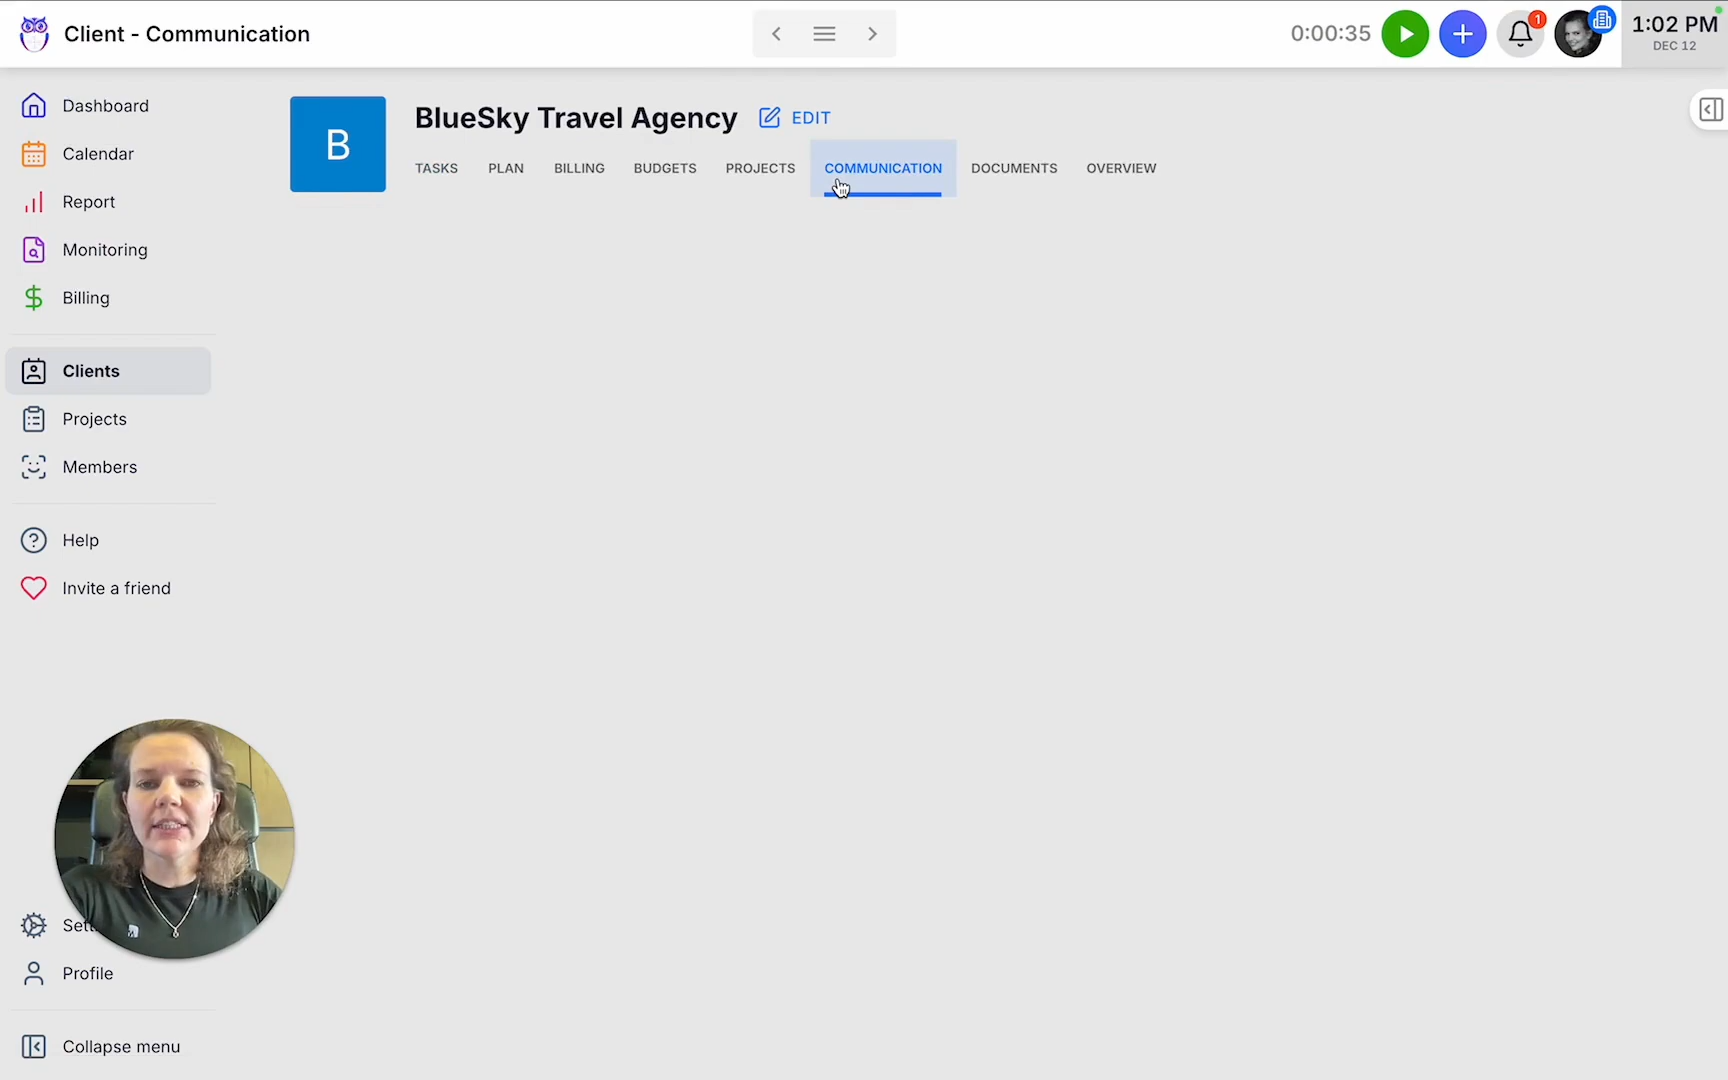 Client - Communication
0:00:35
1
1:02 PM
DEC 12
Dashboard
Calendar
Report
Monitoring
Billing
Clients
Projects
Members
Help
Invite a friend
Profile
Collapse menu
B
BlueSky Travel Agency
EDIT
TASKS PLAN BILLING BUDGETS PROJECTS COMMUNICATION DOCUMENTS OVERVIEW